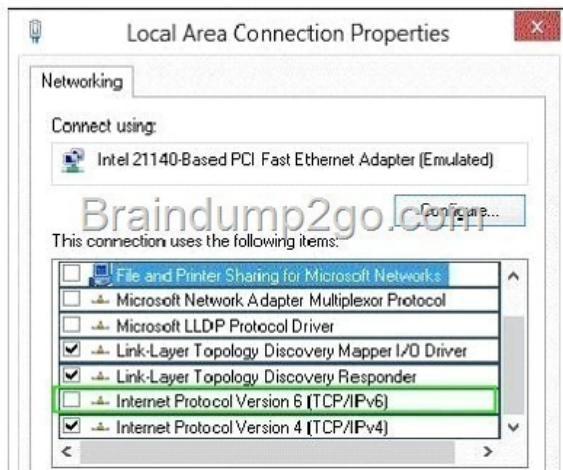 Local Area Connection Properties
Networking
Connect using:
Intel 21140-Based PCI Fast Ethernet Adapter (Emulated)
Braindump2go.com
Configure...
This connection uses the following items:
File and Printer Sharing for Microsoft Networks
Microsoft Network Adapter Multiplexor Protocol
Microsoft LLDP Protocol Driver
Link-Layer Topology Discovery Mapper I/O Driver
Link-Layer Topology Discovery Responder
Internet Protocol Version 6 (TCP/IPv6)
Internet Protocol Version 4 (TCP/IPv4)